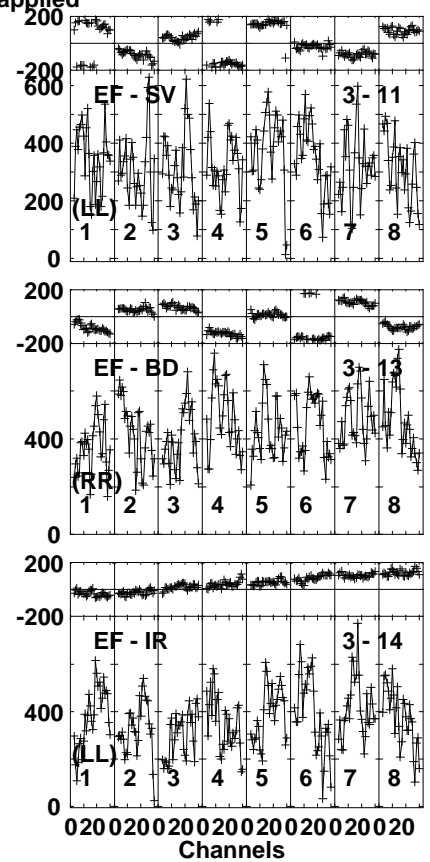 applied
200
-200
600 EF - SV 3 - 11
400
200
(LL)
1 2 3 4 5 6 7 8
0
200
-200
EF - BD 3 - 13
400
(RR)
1 2 3 4 5 6 7 8
0
200
-200
EF - IR 3 - 14
400
(LL)
1 2 3 4 5 6 7 8
0
0 20 0 20 0 20 0 20 0 20 0 20 0 20 0 20
Channels